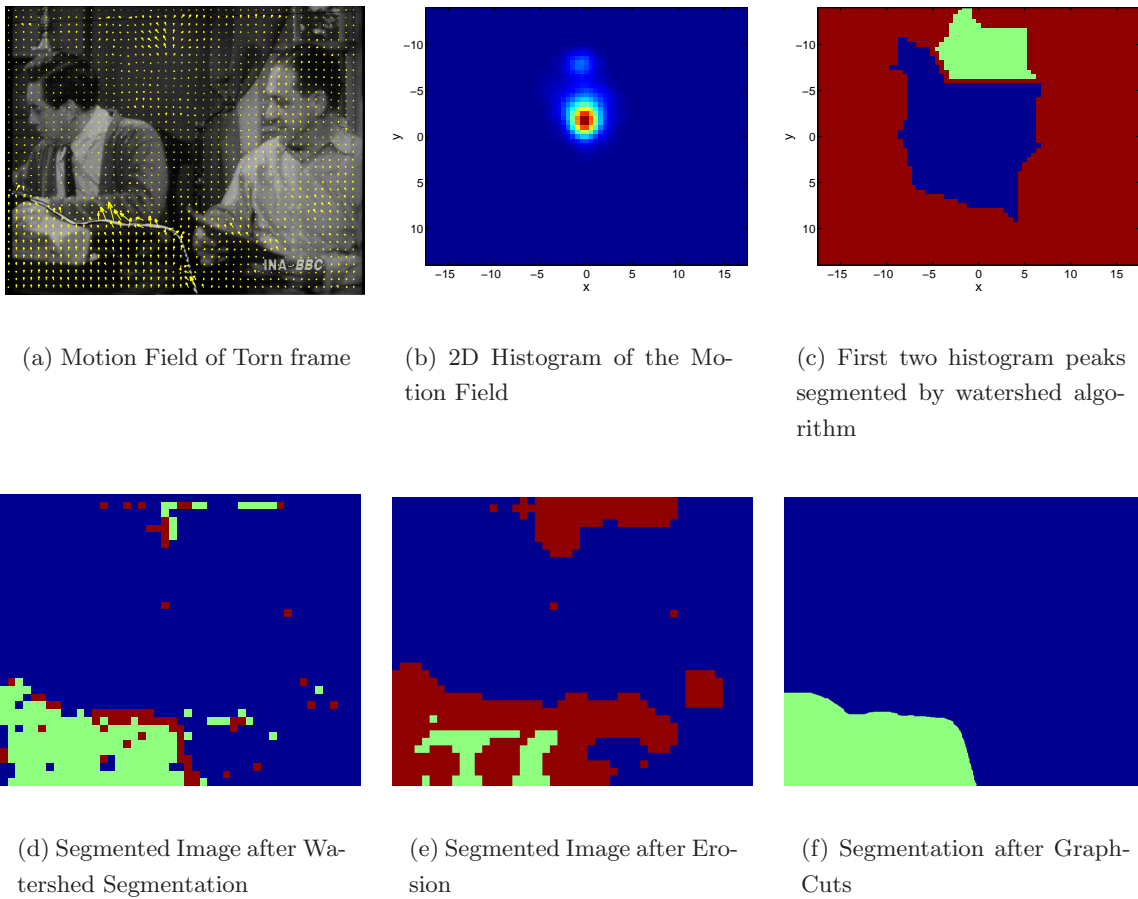 INA-BBC
−10
−5
0
5
10
y
−15
−10
−5
0
5
10
15
x
−10
−5
0
5
10
y
−15
−10
−5
0
5
10
15
x
(a) Motion Field of Torn frame
(b) 2D Histogram of the Mo-
tion Field
(c) First two histogram peaks
segmented by watershed algo-
rithm
(d) Segmented Image after Wa-
tershed Segmentation
(e) Segmented Image after Ero-
sion
(f) Segmentation after Graph-
Cuts